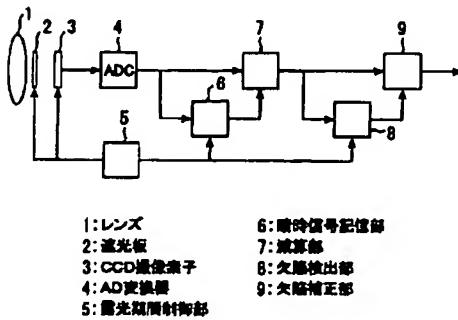 1
2
3
4
ADC
7
9
6
5
8
1:レンズ
2:遮光板
3:CCD撮像素子
4:AD変換器
5:露光期間制御部
6:暗時信号記憶部
7:減算部
8:欠陥検出部
9:欠陥補正部